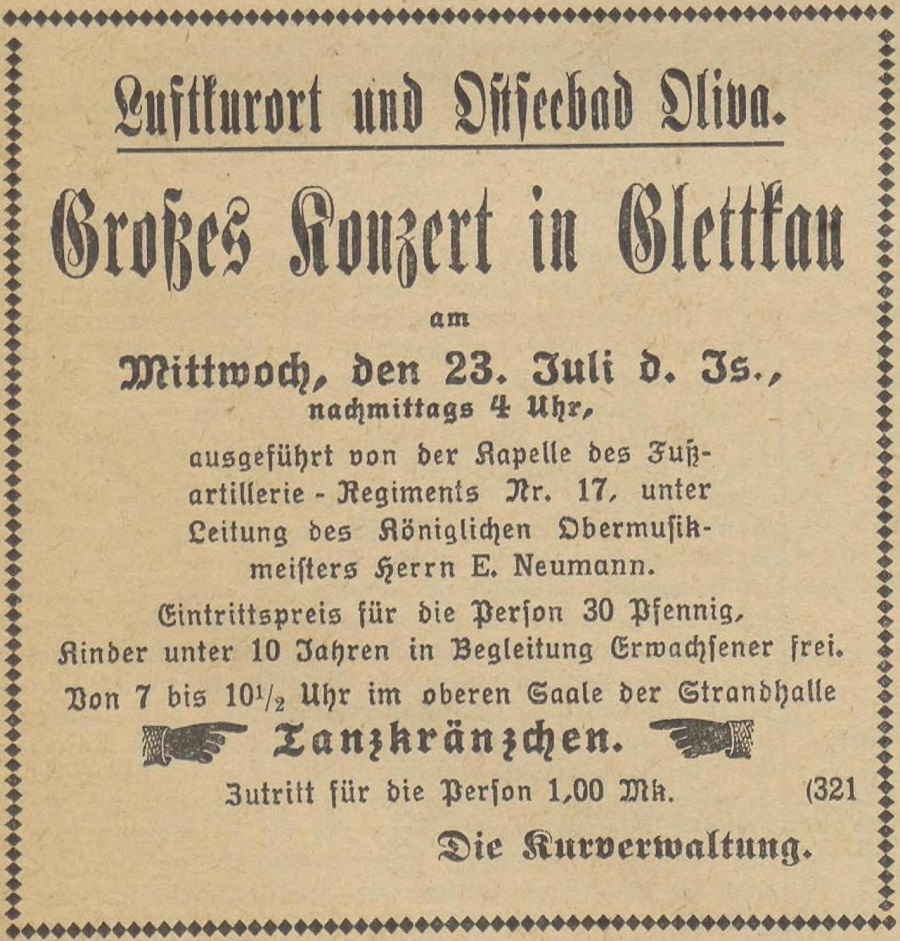 Luftkurort und Ostseebad Oliva.
Großes Konzert in Glettkau
am
Mittwoch, den 23. Juli d. Js.,
nachmittags 4 Uhr,
ausgeführt von der Kapelle des Fuß-
artillerie-Regiments Nr. 17, unter
Leitung des Königlichen Obermusik-
meisters Herrn E. Neumann.
Eintrittspreis für die Person 30 Pfennig,
Kinder unter 10 Jahren in Begleitung Erwachsener frei.
Von 7 bis 10½ Uhr im oberen Saale der Strandhalle
Tanzkränzchen.
Zutritt für die Person 1,00 Mk. (321
Die Kurverwaltung.